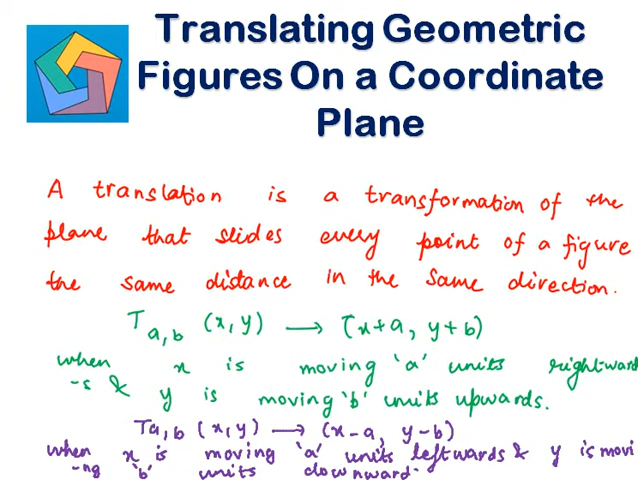 Translating Geometric
Figures On a Coordinate
Plane
A translation is a transformation of the
plane that slides every point of a figure
the same distance in the same direction.
Ta,b (x,y) → (x+a, y+b)
when x is moving 'a' units rightward
-s & y is moving 'b' units upwards.
Ta,b (x,y) → (x-a, y-b)
when x is moving 'a' units leftwards & y is movi
-ng 'b' units downward.